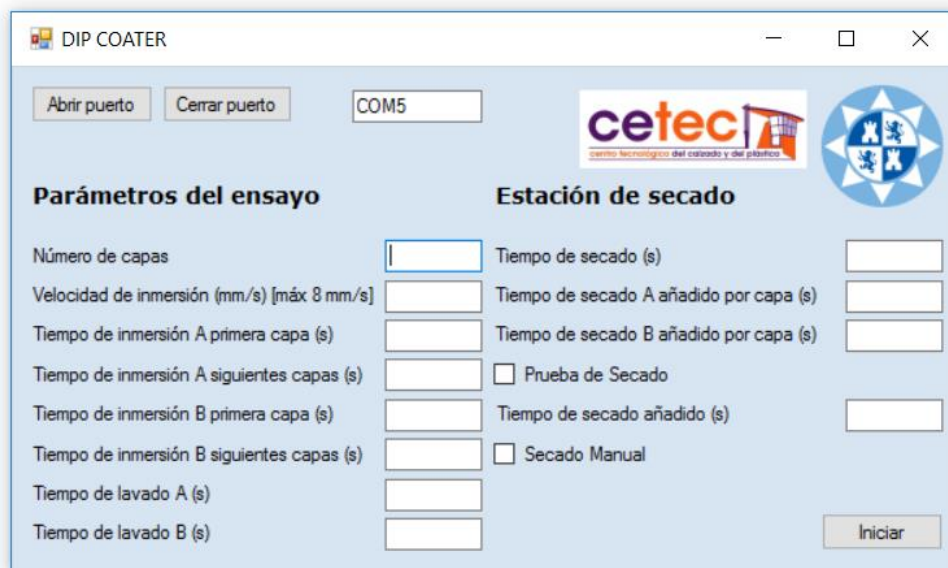 DIP COATER
Abrir puerto
Cerrar puerto
COM5
cetec
centro tecnológico del calzado y del plástico
Parámetros del ensayo
Número de capas
Velocidad de inmersión (mm/s) [máx 8 mm/s]
Tiempo de inmersión A primera capa (s)
Tiempo de inmersión A siguientes capas (s)
Tiempo de inmersión B primera capa (s)
Tiempo de inmersión B siguientes capas (s)
Tiempo de lavado A (s)
Tiempo de lavado B (s)
Estación de secado
Tiempo de secado (s)
Tiempo de secado A añadido por capa (s)
Tiempo de secado B añadido por capa (s)
Prueba de Secado
Tiempo de secado añadido (s)
Secado Manual
Iniciar